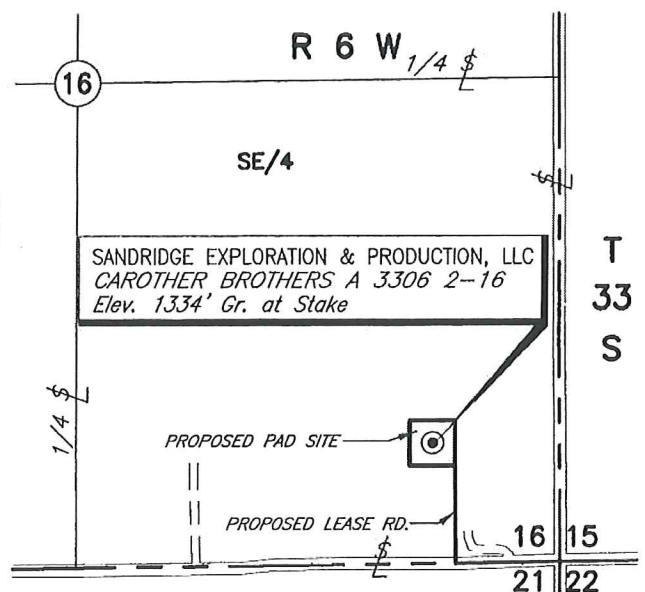 R 6 W
1/4 $
16
SE/4
$
SANDRIDGE EXPLORATION & PRODUCTION, LLC
CAROTHER BROTHERS A 3306 2-16
Elev. 1334' Gr. at Stake
T
33
S
1/4 $
PROPOSED PAD SITE
PROPOSED LEASE RD.
$
16 15
21 22